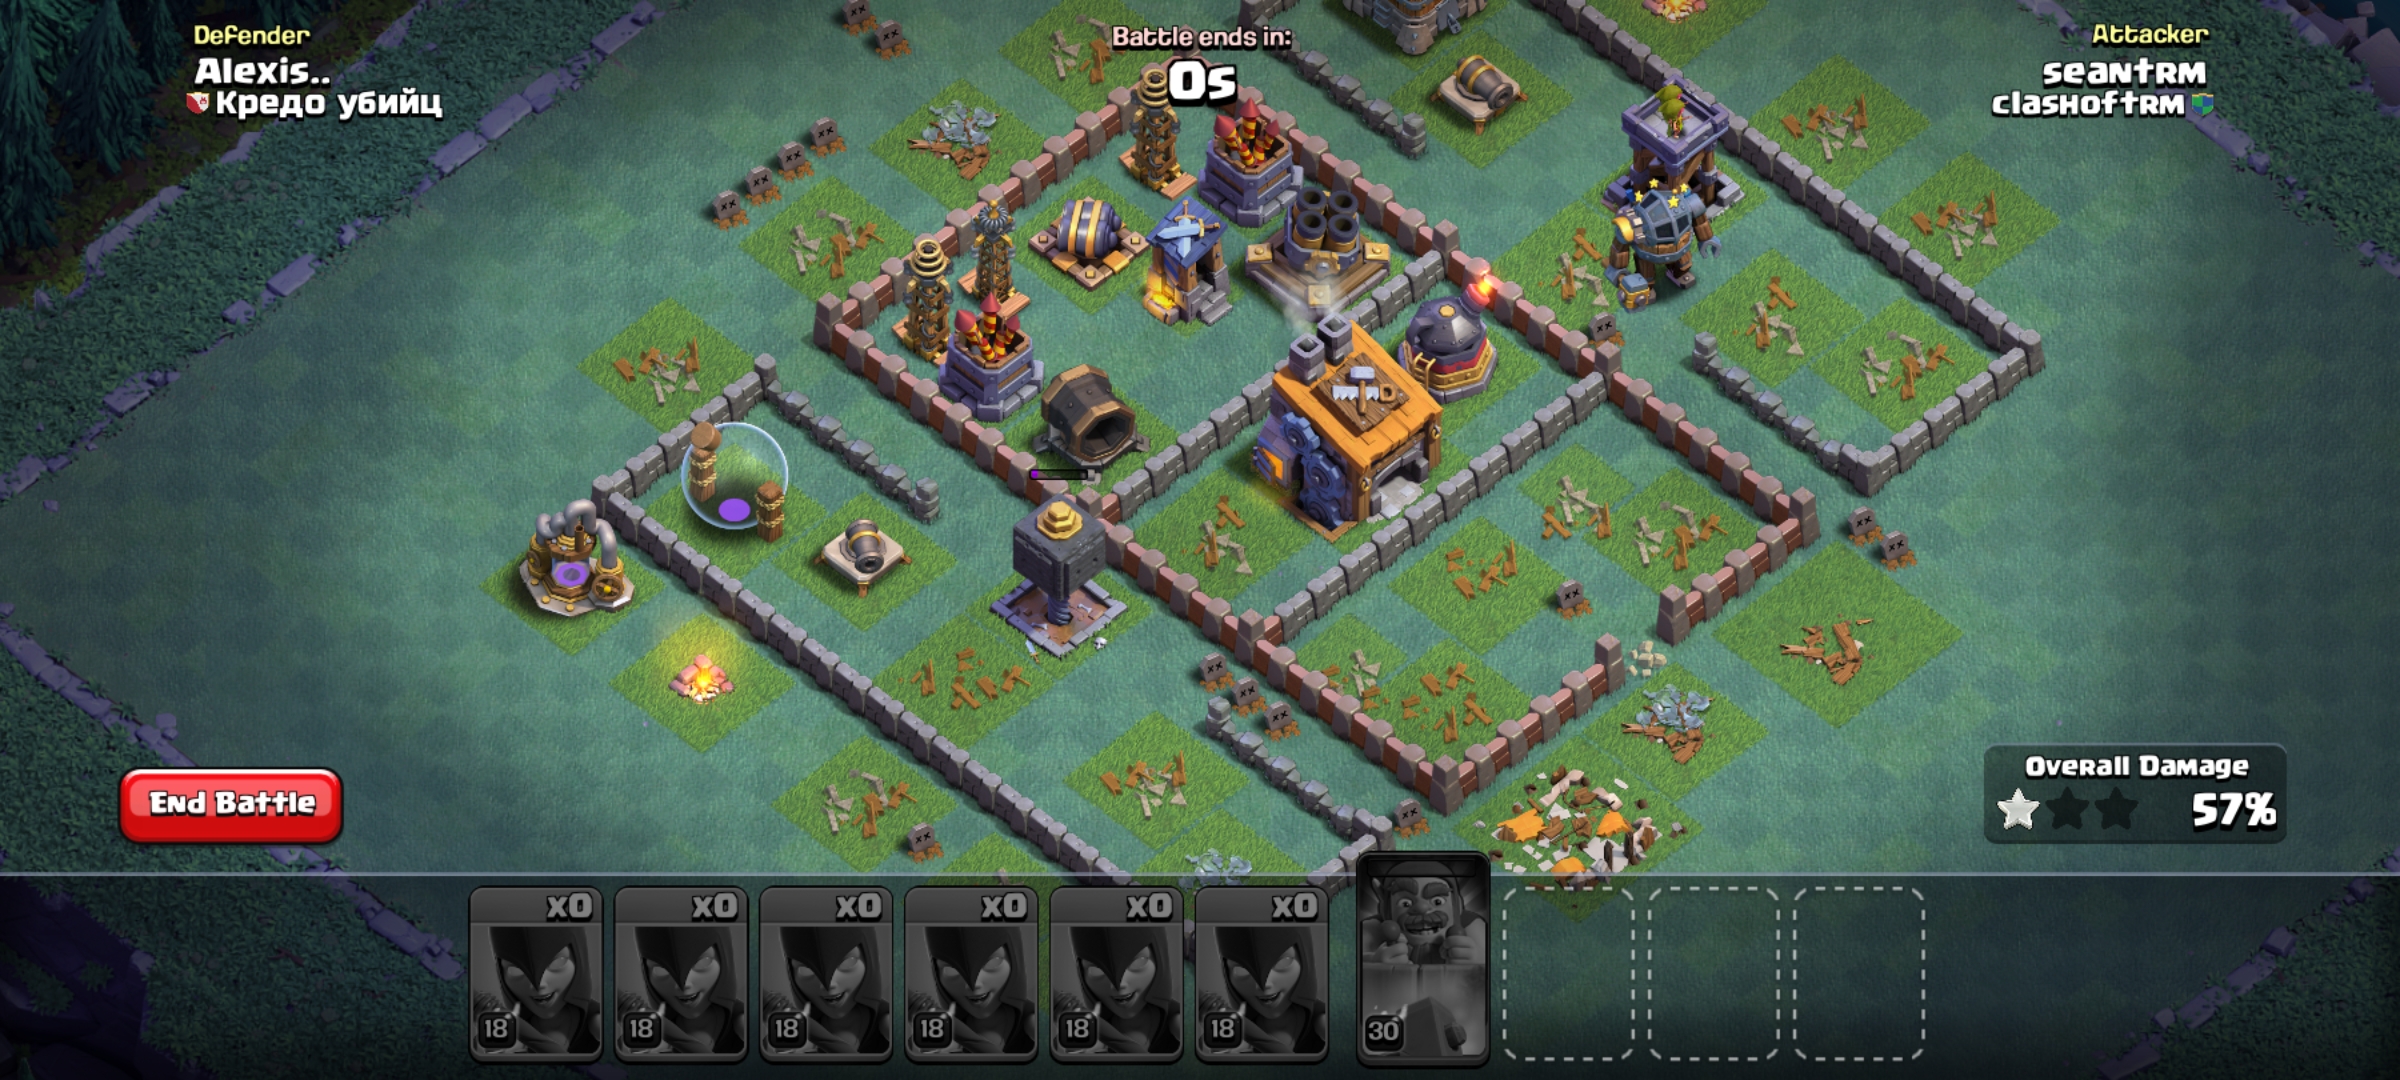 Defender
Alexis..
Кредо убийц
Battle ends in:
0s
Attacker
seantRM
clashoftRM
End Battle
Overall Damage
57%
x0
x0
x0
x0
x0
x0
18
18
18
18
18
18
30